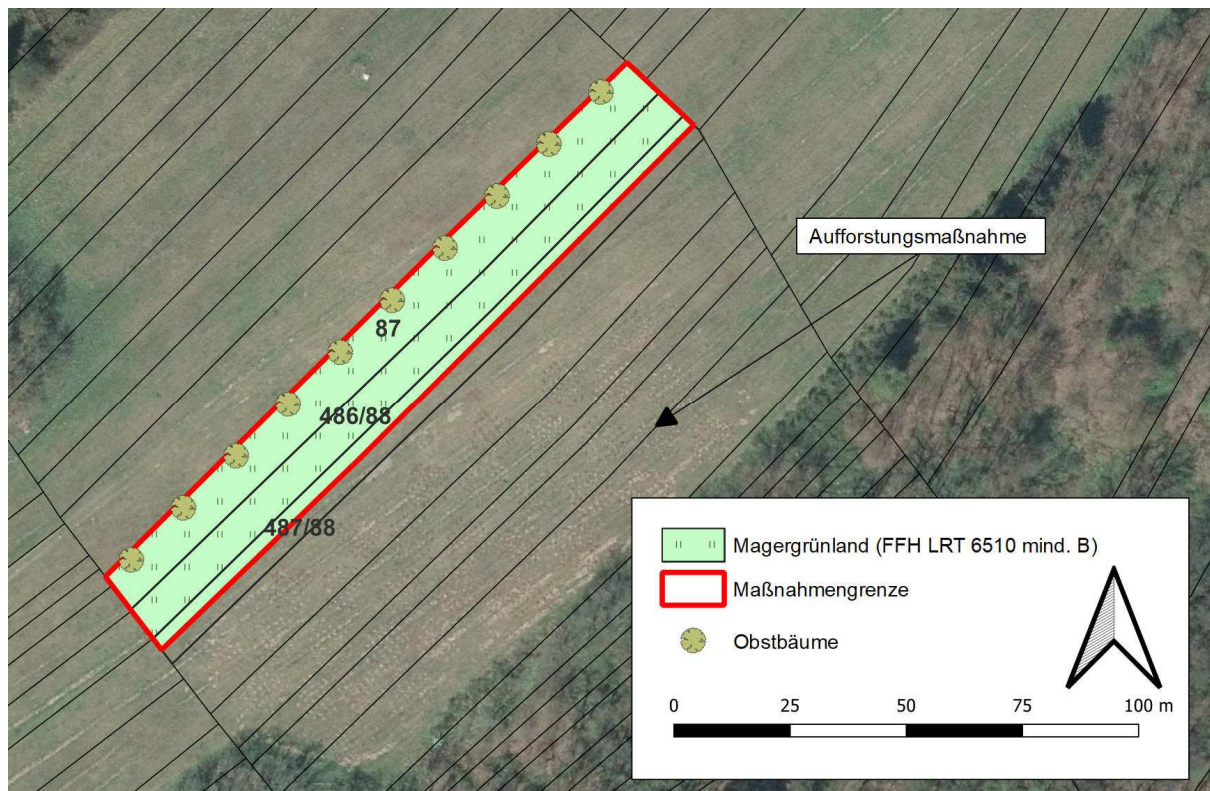 Aufforstungsmaßnahme
87
486/88
487/88
Magergrünland (FFH LRT 6510 mind. B)
Maßnahmengrenze
Obstbäume
0 25 50 75 100 m